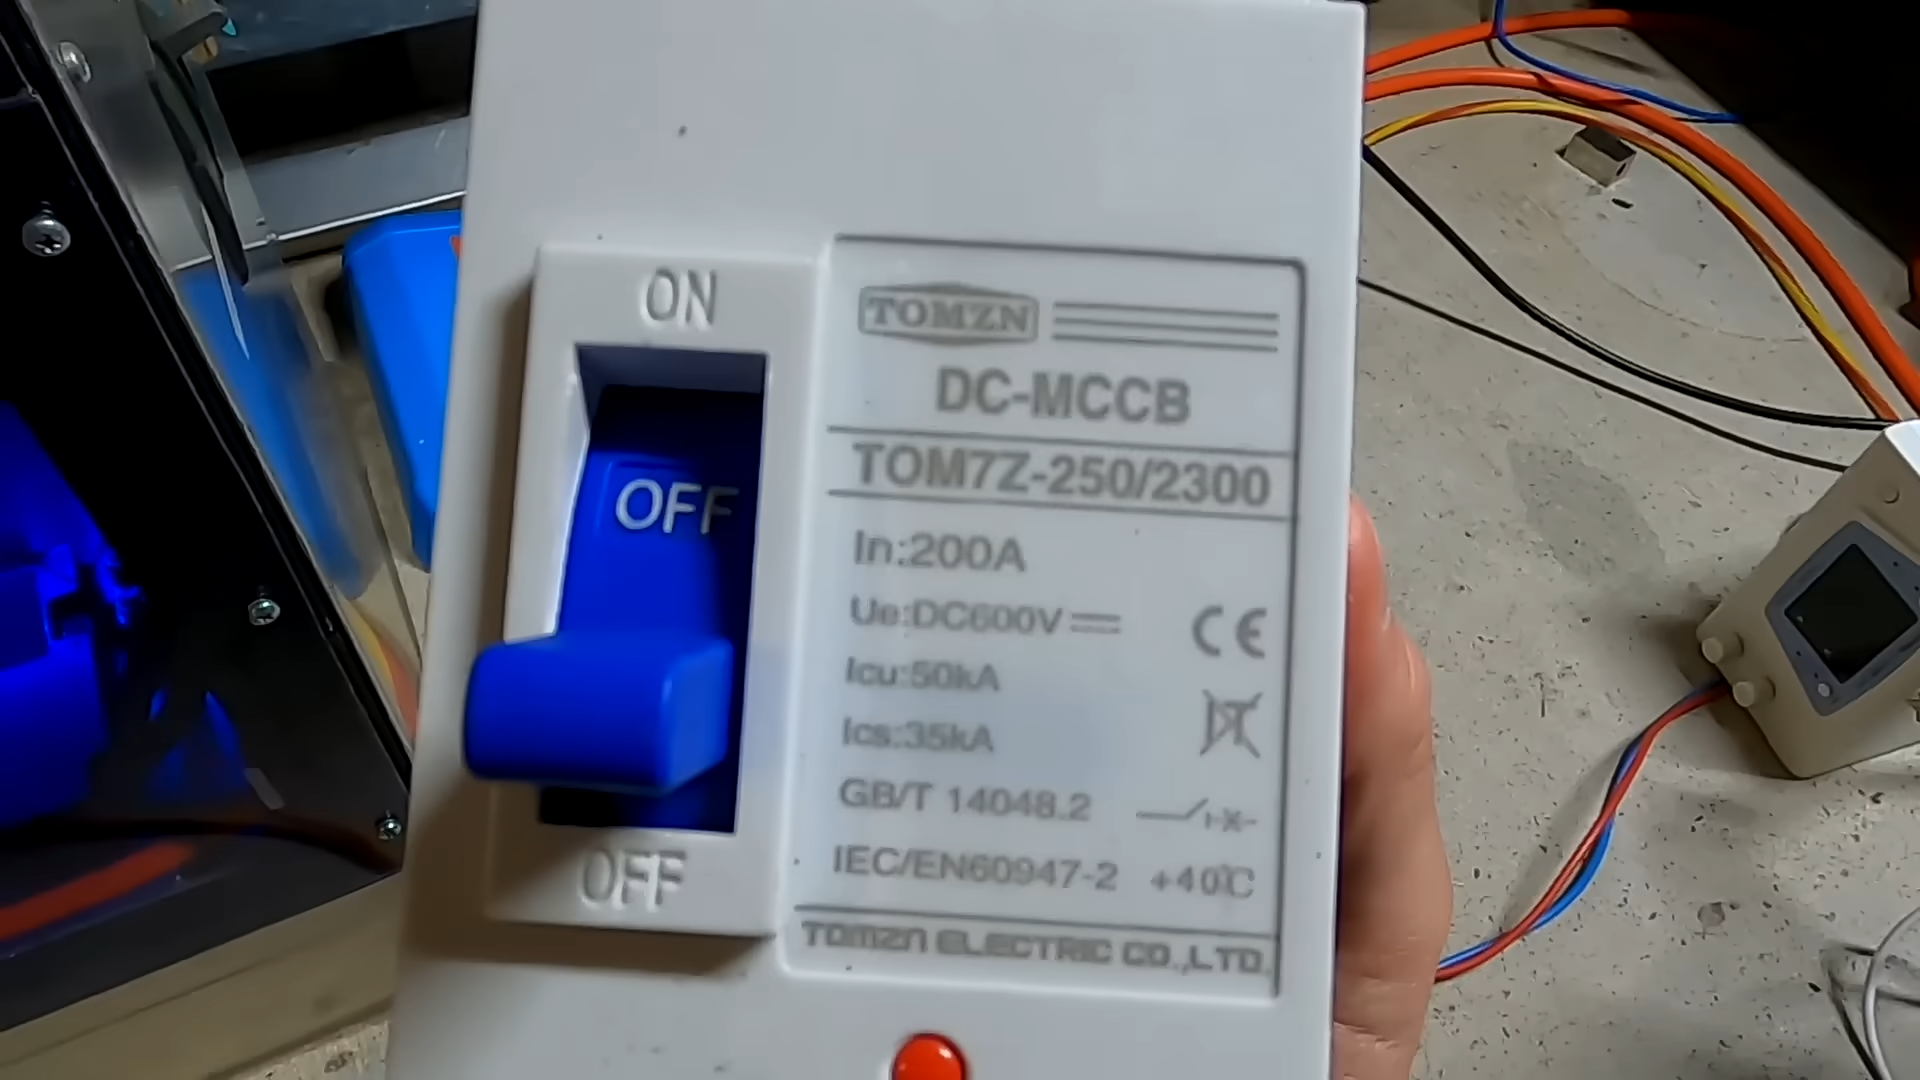 ON
OFF
OFF
TOMZN
DC-MCCB
TOM7Z-250/2300
In:200A
Ue:DC600V
CE
Icu:50kA
Ics:35kA
GB/T 14048.2
IEC/EN60947-2 +40℃
TOMZN ELECTRIC CO.,LTD.